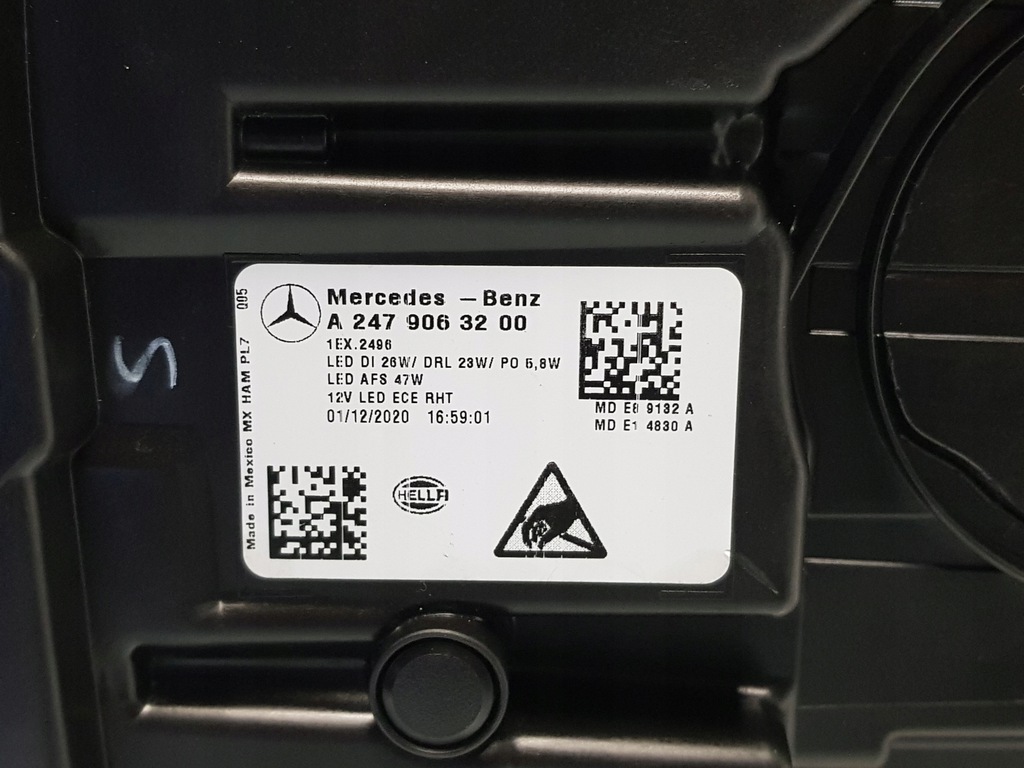 Mercedes – Benz
A 247 906 32 00
1EX.2496
LED DI 26W/ DRL 23W/ PO 5,8W
LED AFS 47W
12V LED ECE RHT
01/12/2020 16:59:01
MD E8 9132 A
MD E1 4830 A
HELLA
Made in Mexico MX HAM PL7 005
S